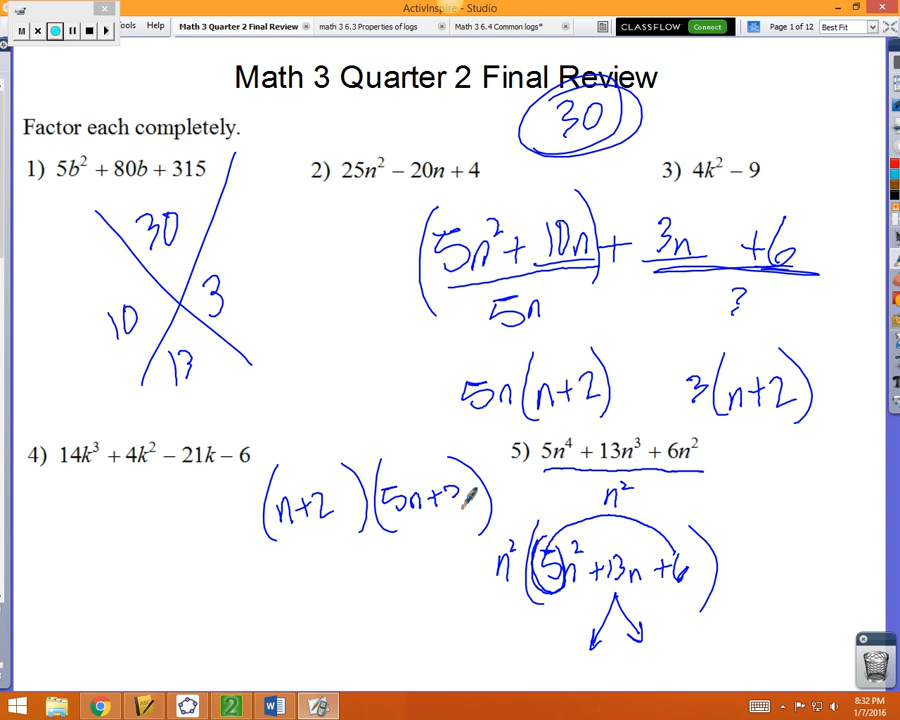 ActivInspire - Studio
Tools Help Math 3 Quarter 2 Final Review math 3 6.3 Properties of logs Math 3 6.4 Common logs* CLASSFLOW Connect Page 1 of 12 Best Fit
Math 3 Quarter 2 Final Review
30
Factor each completely.
1) 5b² + 80b + 315 2) 25n² − 20n + 4 3) 4k² − 9
30
10 3
13
(5n² + 10n) + 3n + 6
5n ?
5n(n+2) 3(n+2)
4) 14k³ + 4k² − 21k − 6 5) 5n⁴ + 13n³ + 6n²
(n+2)(5n+3
n²
n²(5n² + 13n + 6)
8:32 PM
1/7/2016